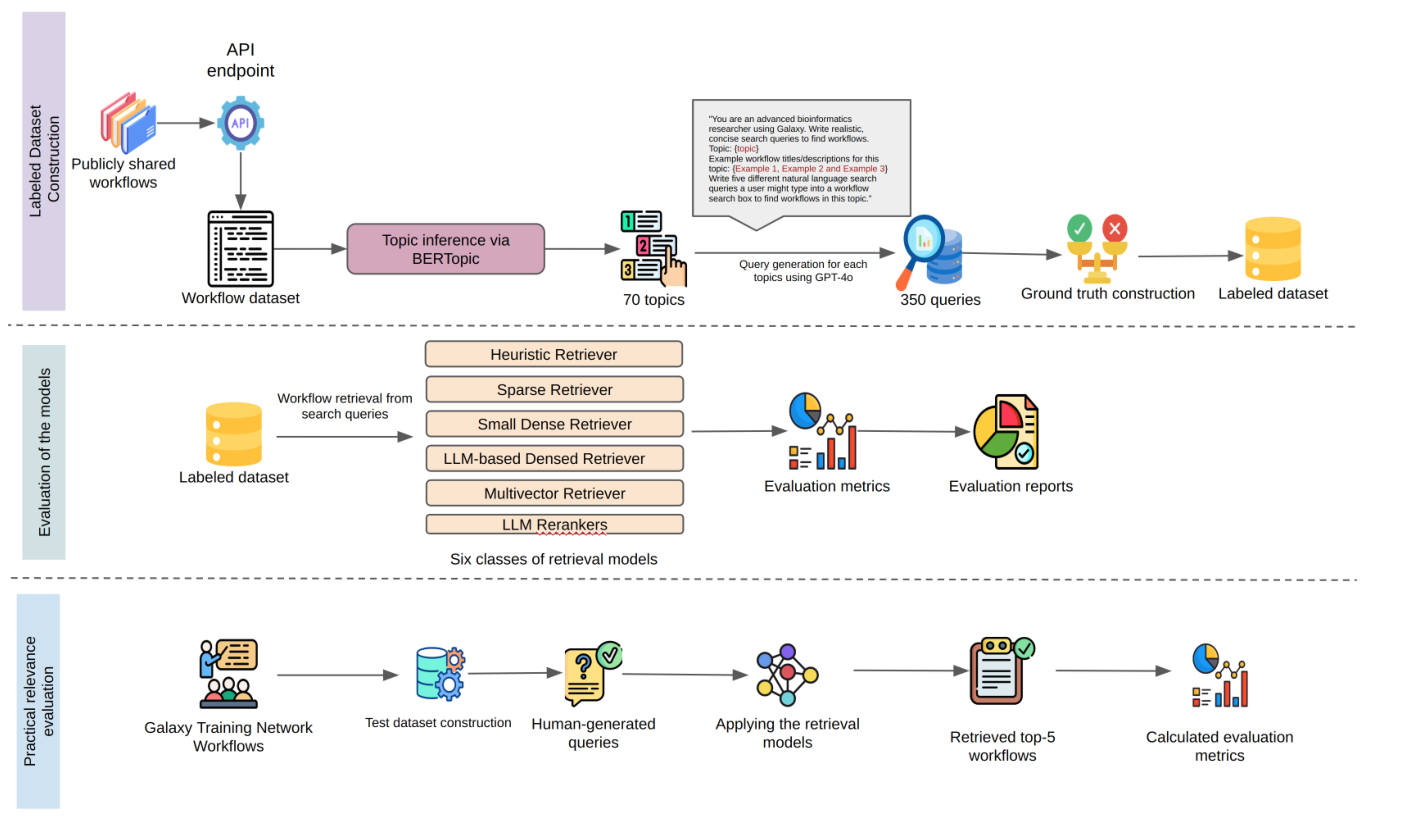 Labeled Dataset
Construction
API
endpoint
API
Publicly shared
workflows
Workflow dataset
Topic inference via
BERTopic
1
2
3
70 topics
"You are an advanced bioinformatics
researcher using Galaxy. Write realistic,
concise search queries to find workflows.
Topic: {topic}
Example workflow titles/descriptions for this
topic: {Example 1, Example 2 and Example 3}
Write five different natural language search
queries a user might type into a workflow
search box to find workflows in this topic."
Query generation for each
topics using GPT-4o
350 queries
Ground truth construction
Labeled dataset
Evaluation of the models
Labeled dataset
Workflow retrieval from
search queries
Heuristic Retriever
Sparse Retriever
Small Dense Retriever
LLM-based Densed Retriever
Multivector Retriever
LLM Rerankers
Six classes of retrieval models
Evaluation metrics
Evaluation reports
Practical relevance
evaluation
Galaxy Training Network
Workflows
Test dataset construction
?
Human-generated
queries
Applying the retrieval
models
Retrieved top-5
workflows
Calculated evaluation
metrics